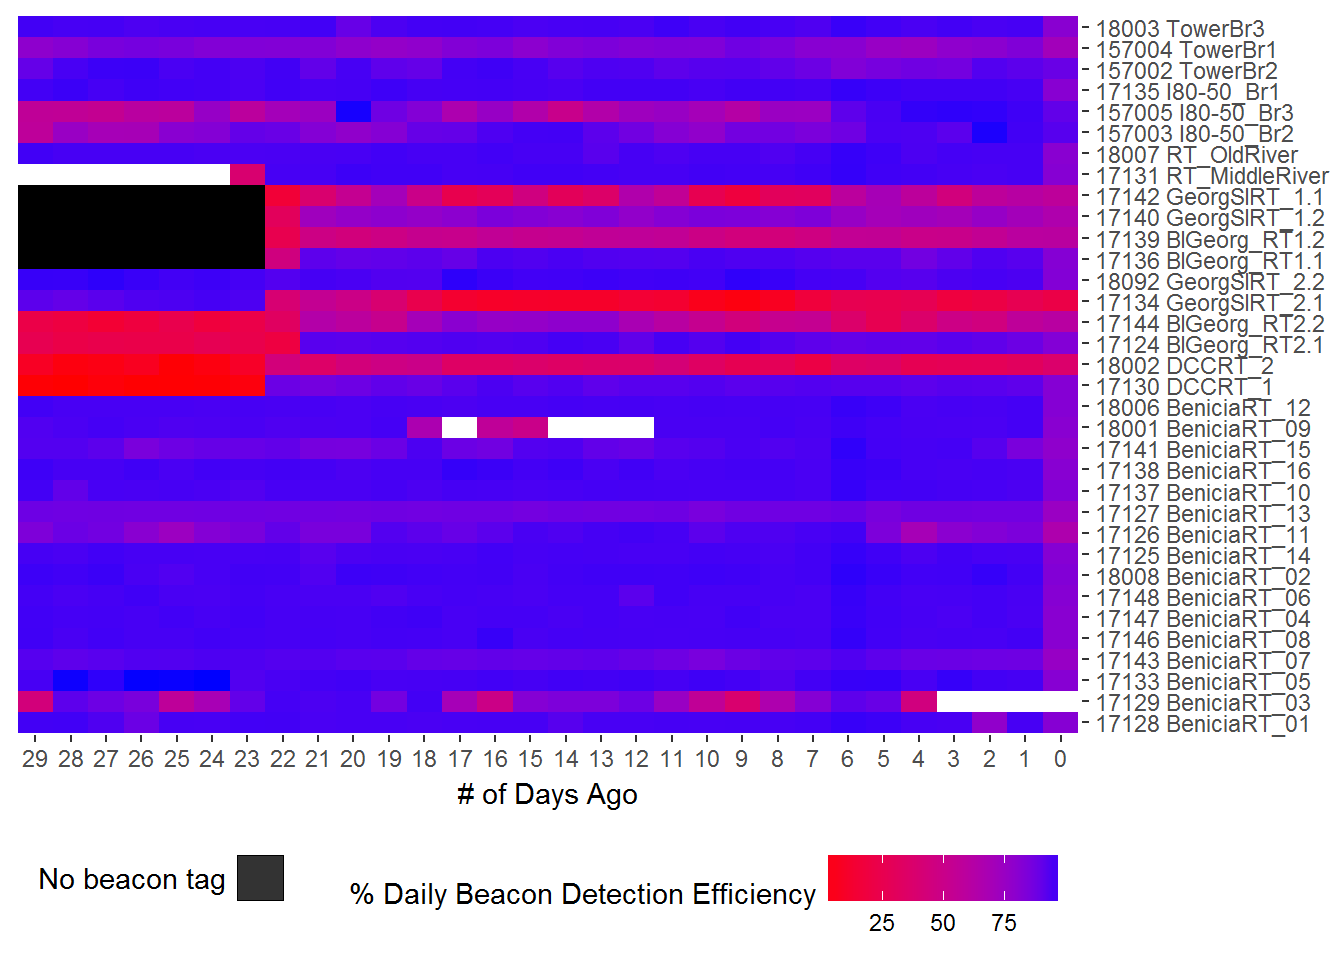 18003 TowerBr3
157004 TowerBr1
157002 TowerBr2
17135 I80-50_Br1
157005 I80-50_Br3
157003 I80-50_Br2
18007 RT_OldRiver
17131 RT_MiddleRiver
17142 GeorgSlRT_1.1
17140 GeorgSlRT_1.2
17139 BlGeorg_RT1.2
17136 BlGeorg_RT1.1
18092 GeorgSlRT_2.2
17134 GeorgSlRT_2.1
17144 BlGeorg_RT2.2
17124 BlGeorg_RT2.1
18002 DCCRT_2
17130 DCCRT_1
18006 BeniciaRT_12
18001 BeniciaRT_09
17141 BeniciaRT_15
17138 BeniciaRT_16
17137 BeniciaRT_10
17127 BeniciaRT_13
17126 BeniciaRT_11
17125 BeniciaRT_14
18008 BeniciaRT_02
17148 BeniciaRT_06
17147 BeniciaRT_04
17146 BeniciaRT_08
17143 BeniciaRT_07
17133 BeniciaRT_05
17129 BeniciaRT_03
17128 BeniciaRT_01
29 28 27 26 25 24 23 22 21 20 19 18 17 16 15 14 13 12 11 10 9 8 7 6 5 4 3 2 1 0
# of Days Ago
No beacon tag
% Daily Beacon Detection Efficiency
25 50 75